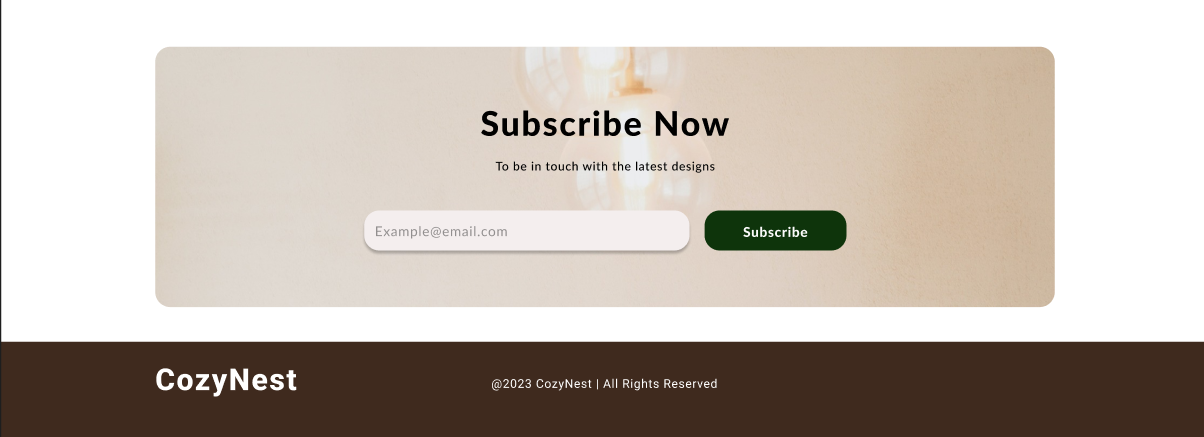 Subscribe Now
To be in touch with the latest designs
Example@email.com
Subscribe
CozyNest
@2023 CozyNest | All Rights Reserved